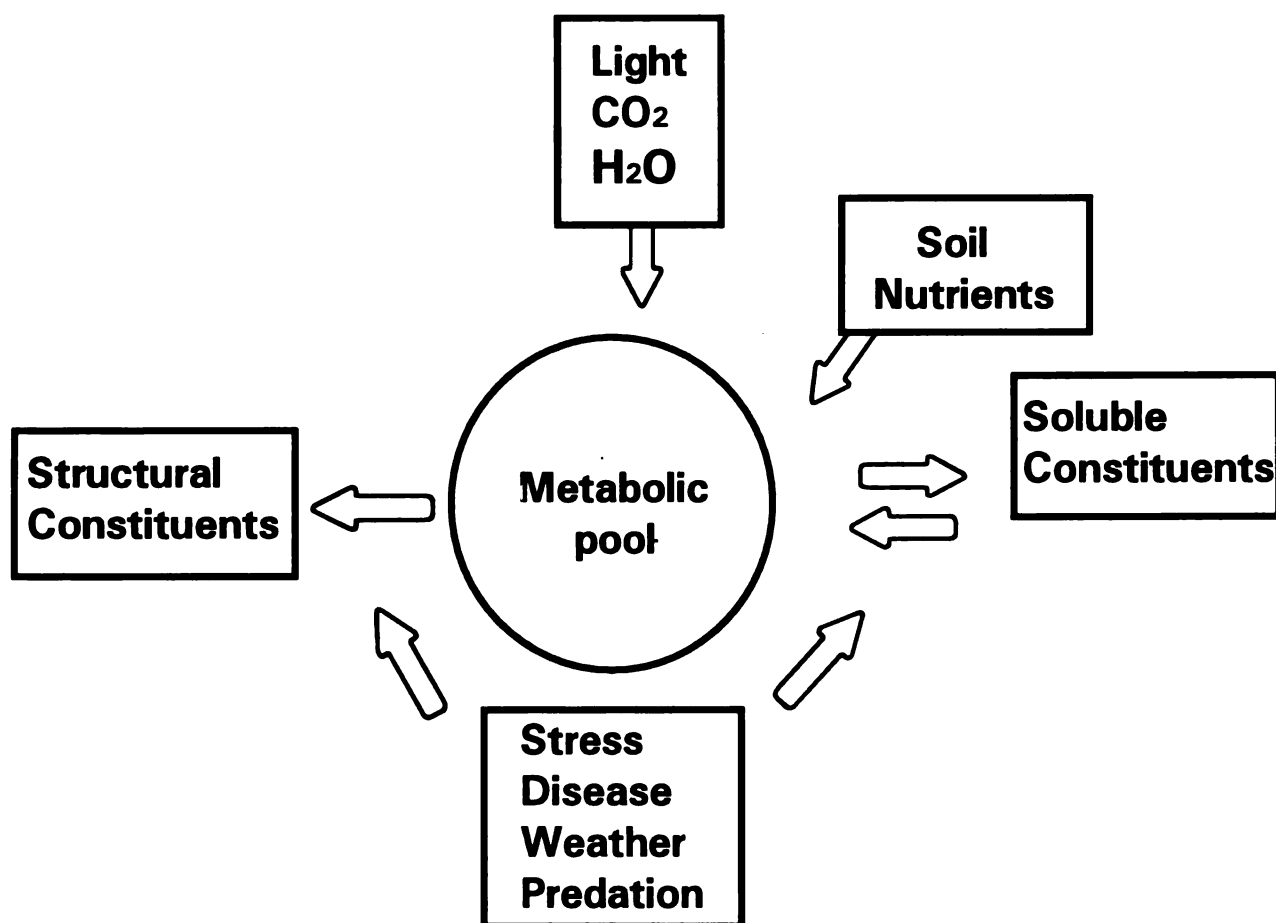 Light
CO₂
H₂O
Soil
Nutrients
Soluble
Constituents
Structural
Constituents
Metabolic
pool
Stress
Disease
Weather
Predation